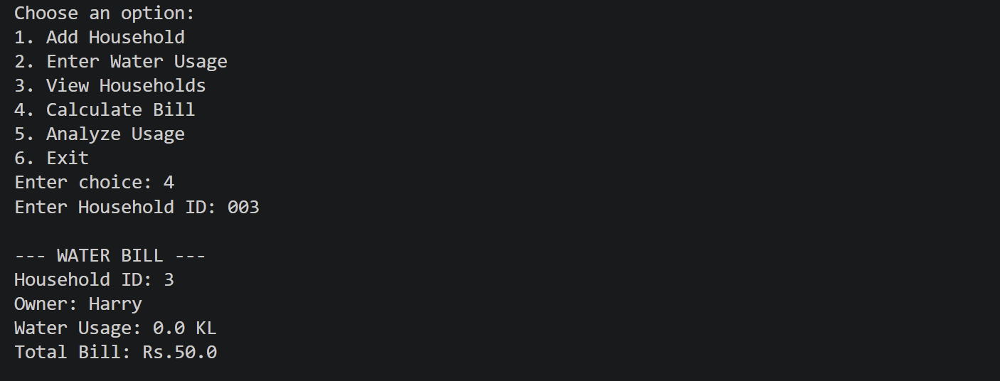 Choose an option:
1. Add Household
2. Enter Water Usage
3. View Households
4. Calculate Bill
5. Analyze Usage
6. Exit
Enter choice: 4
Enter Household ID: 003
--- WATER BILL ---
Household ID: 3
Owner: Harry
Water Usage: 0.0 KL
Total Bill: Rs.50.0